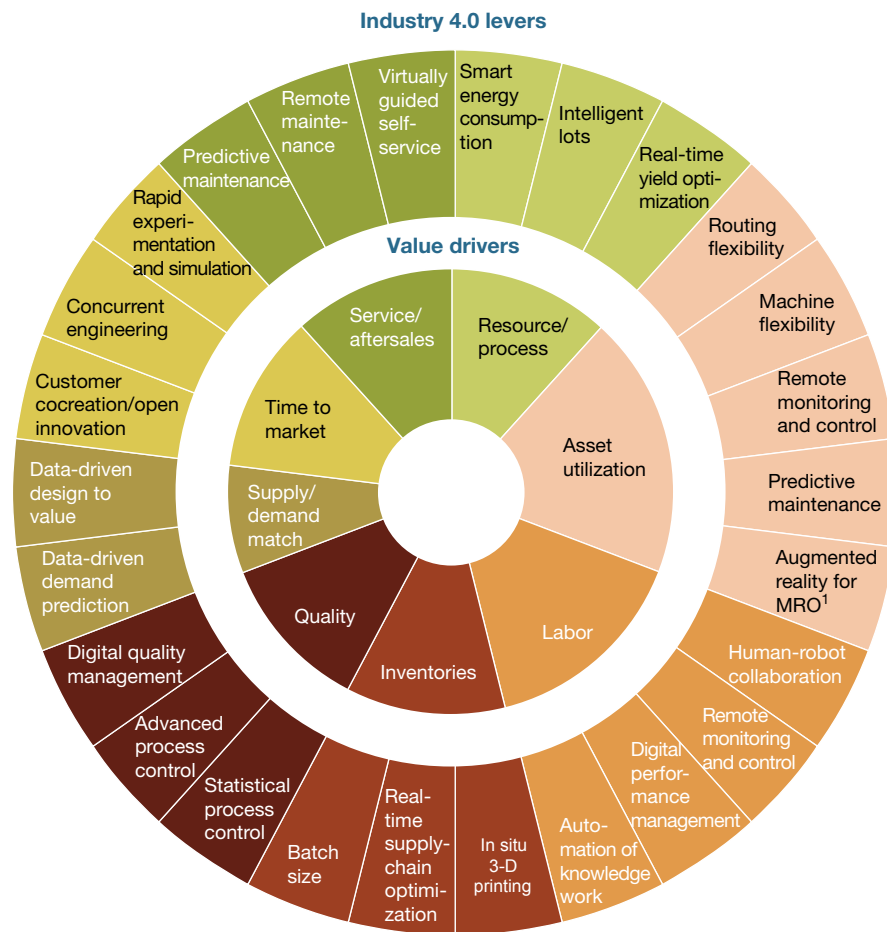 Industry 4.0 levers
Smart
energy
consump-
tion
Intelligent
lots
Real-time
yield opti-
mization
Routing
flexibility
Machine
flexibility
Remote
monitoring
and control
Predictive
maintenance
Augmented
reality for
MRO1
Human-robot
collaboration
Remote
monitoring
and control
Digital
perfor-
mance
management
Auto-
mation of
knowledge
work
In situ
3-D
printing
Real-
time
supply-
chain
optimi-
zation
Batch
size
Statistical
process
control
Advanced
process
control
Digital quality
management
Data-driven
demand
prediction
Data-driven
design to
value
Customer
cocreation/open
innovation
Concurrent
engineering
Rapid
experi-
mentation
and simulation
Predictive
maintenance
Remote
mainte-
nance
Virtually
guided
self-
service
Value drivers
Resource/
process
Asset
utilization
Labor
Inventories
Quality
Supply/
demand
match
Time to
market
Service/
aftersales